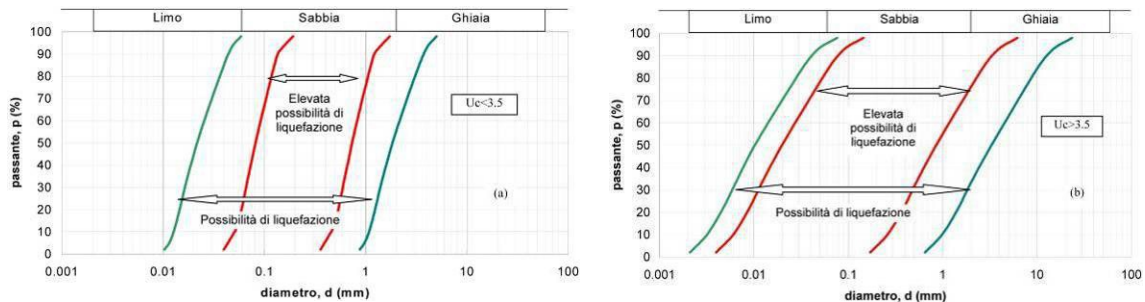 Limo Sabbia Ghiaia
100
90
80
70
60
50
40
30
20
10
0
passante, p (%)
Elevata
possibilità di
liquefazione
Uc<3.5
(a)
Possibilità di liquefazione
0.001 0.01 0.1 1 10 100
diametro, d (mm)
Limo Sabbia Ghiaia
100
90
80
70
60
50
40
30
20
10
0
passante, p (%)
Elevata
possibilità di
liquefazione
Uc>3.5
(b)
Possibilità di liquefazione
0.001 0.01 0.1 1 10 100
diametro, d (mm)